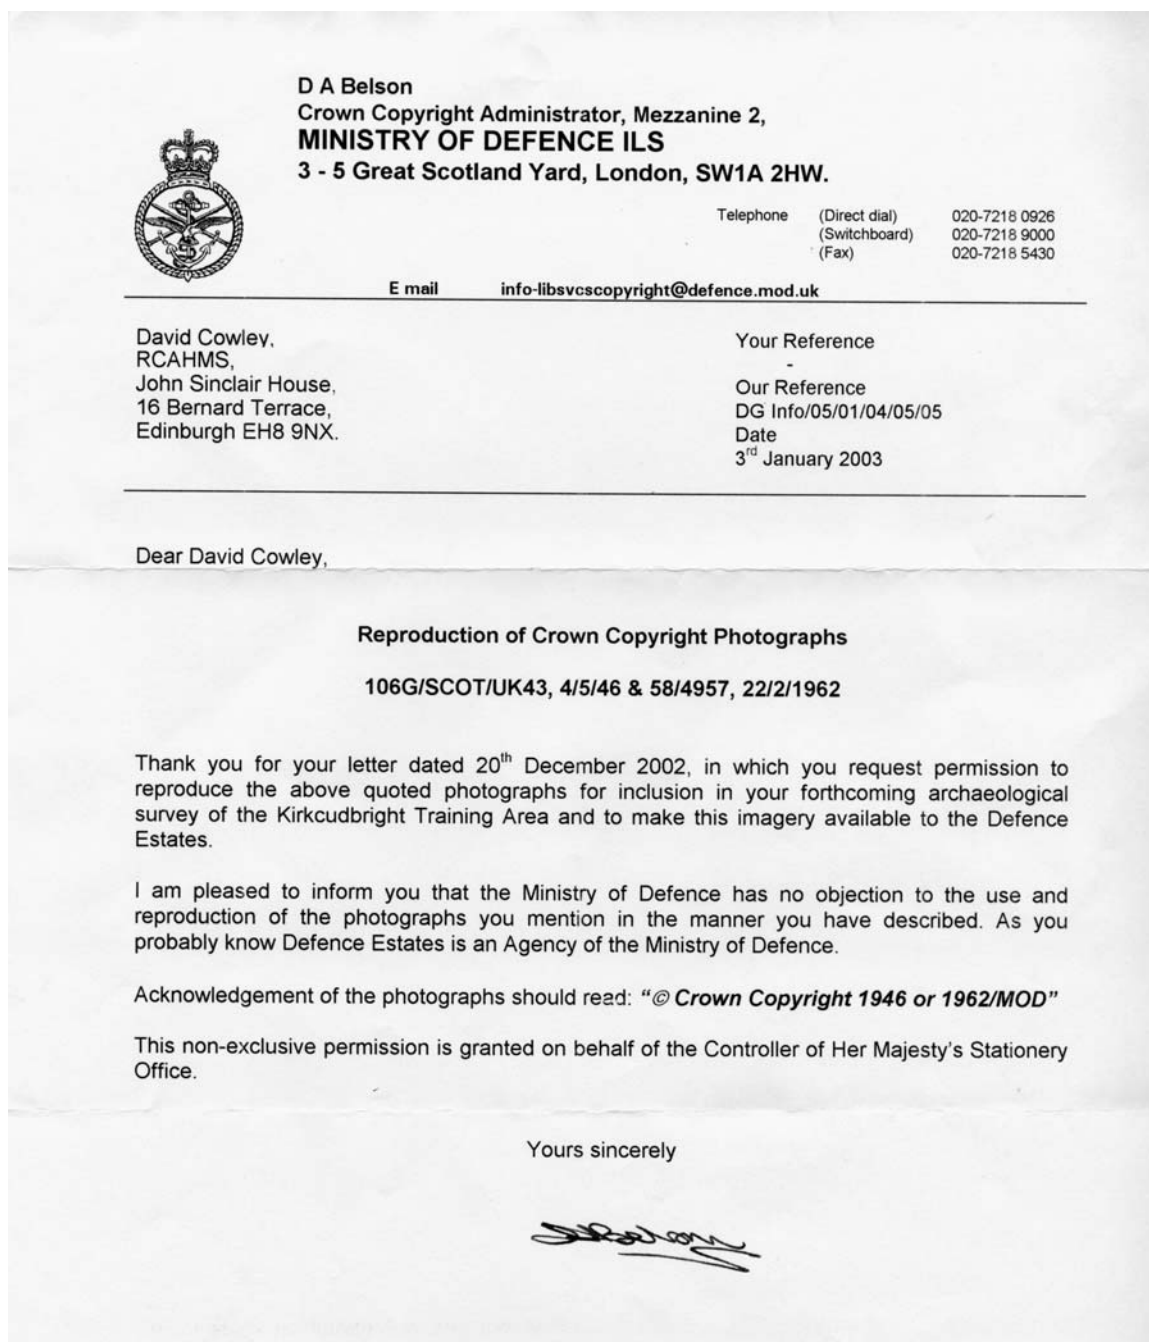 D A Belson
Crown Copyright Administrator, Mezzanine 2,
MINISTRY OF DEFENCE ILS
3 - 5 Great Scotland Yard, London, SW1A 2HW.
Telephone (Direct dial) 020-7218 0926
(Switchboard) 020-7218 9000
(Fax) 020-7218 5430
E mail info-libsvcscopyright@defence.mod.uk
David Cowley,
RCAHMS,
John Sinclair House,
16 Bernard Terrace,
Edinburgh EH8 9NX.
Your Reference
-
Our Reference
DG Info/05/01/04/05/05
Date
3rd January 2003
Dear David Cowley,
Reproduction of Crown Copyright Photographs
106G/SCOT/UK43, 4/5/46 & 58/4957, 22/2/1962
Thank you for your letter dated 20th December 2002, in which you request permission to
reproduce the above quoted photographs for inclusion in your forthcoming archaeological
survey of the Kirkcudbright Training Area and to make this imagery available to the Defence
Estates.
I am pleased to inform you that the Ministry of Defence has no objection to the use and
reproduction of the photographs you mention in the manner you have described. As you
probably know Defence Estates is an Agency of the Ministry of Defence.
Acknowledgement of the photographs should read: "© Crown Copyright 1946 or 1962/MOD"
This non-exclusive permission is granted on behalf of the Controller of Her Majesty's Stationery
Office.
Yours sincerely